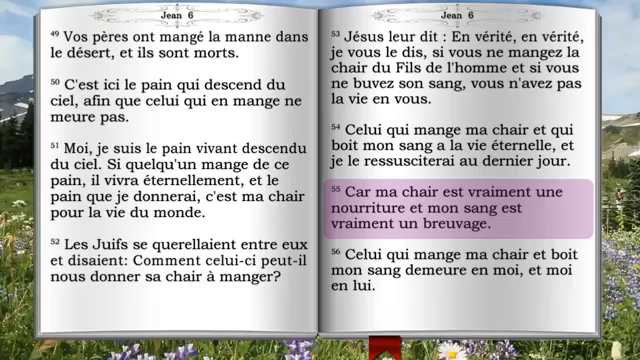 Jean 6
49 Vos pères ont mangé la manne dans
le désert, et ils sont morts.
50 C'est ici le pain qui descend du
ciel, afin que celui qui en mange ne
meure pas.
51 Moi, je suis le pain vivant descendu
du ciel. Si quelqu'un mange de ce
pain, il vivra éternellement, et le
pain que je donnerai, c'est ma chair
pour la vie du monde.
52 Les Juifs se querellaient entre eux
et disaient: Comment celui-ci peut-il
nous donner sa chair à manger?
Jean 6
53 Jésus leur dit : En vérité, en vérité,
je vous le dis, si vous ne mangez la
chair du Fils de l'homme et si vous
ne buvez son sang, vous n'avez pas
la vie en vous.
54 Celui qui mange ma chair et qui
boit mon sang a la vie éternelle, et
je le ressusciterai au dernier jour.
55 Car ma chair est vraiment une
nourriture et mon sang est
vraiment un breuvage.
56 Celui qui mange ma chair et boit
mon sang demeure en moi, et moi
en lui.